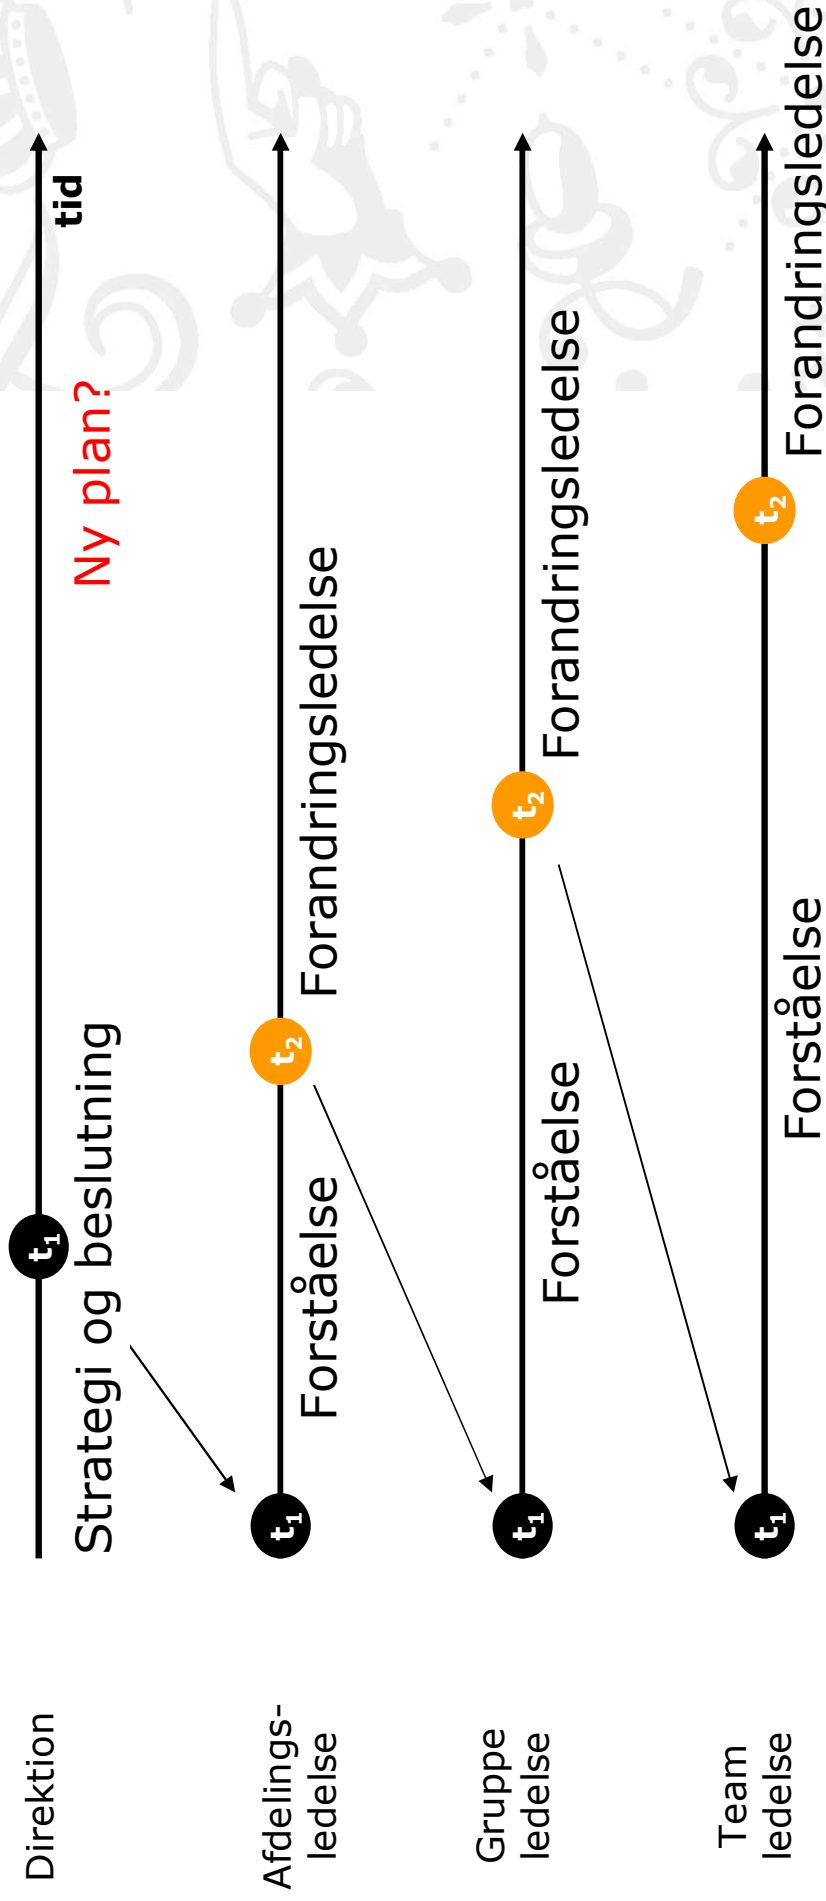 Direktion
t1
tid
Strategi og beslutning
Ny plan?
Afdelings-
ledelse
t1
t2
Forståelse
Forandringsledelse
Gruppe
ledelse
t1
t2
Forståelse
Forandringsledelse
Team
ledelse
t1
t2
Forståelse
Forandringsledelse